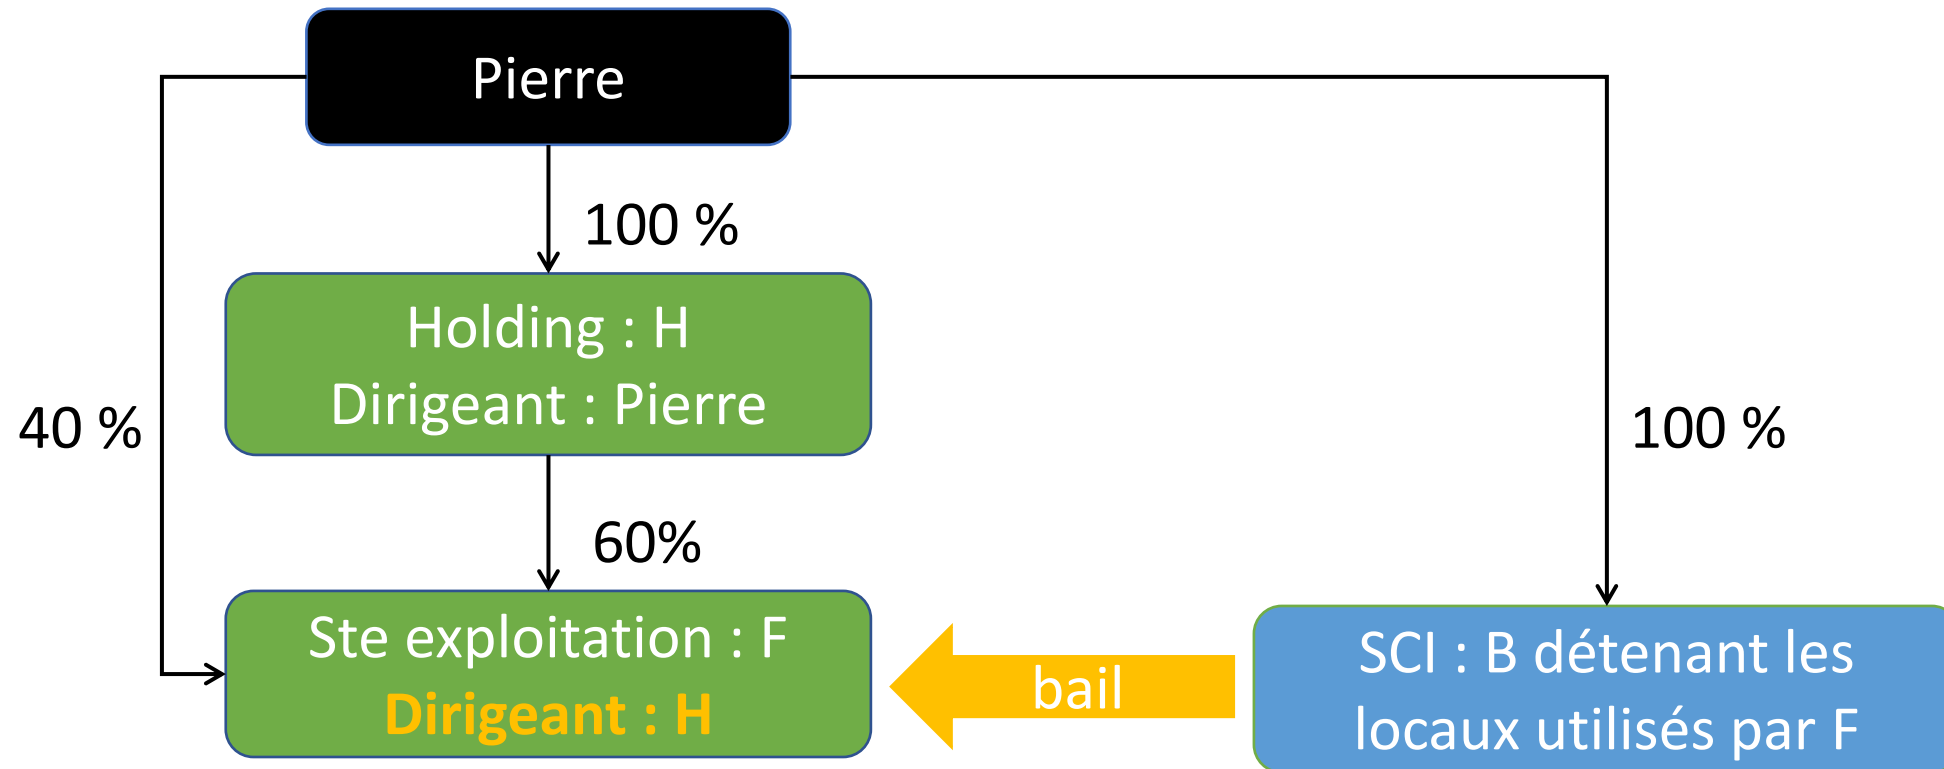 Pierre
100 %
Holding : H
Dirigeant : Pierre
40 %
100 %
60%
Ste exploitation : F
Dirigeant : H
bail
SCI : B détenant les
locaux utilisés par F